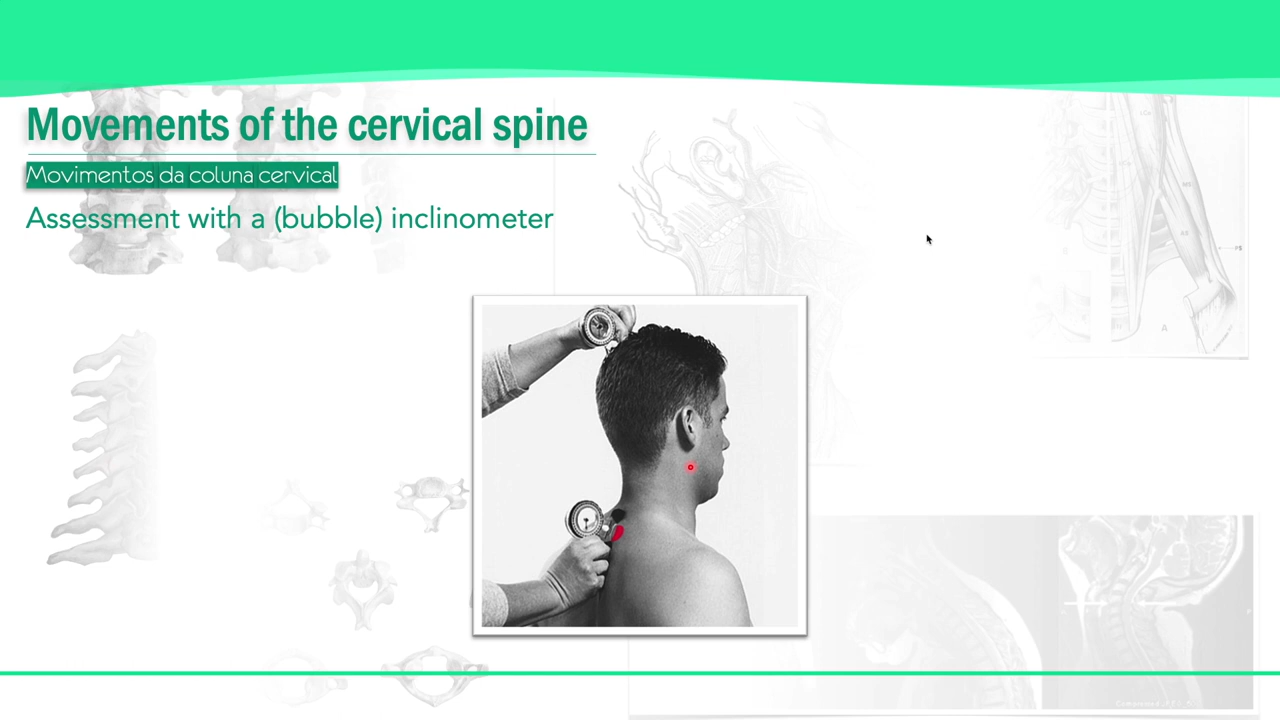 Movements of the cervical spine
Movimentos da coluna cervical
Assessment with a (bubble) inclinometer
A